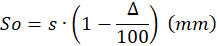 So = s · (1 − Δ/100) (mm)